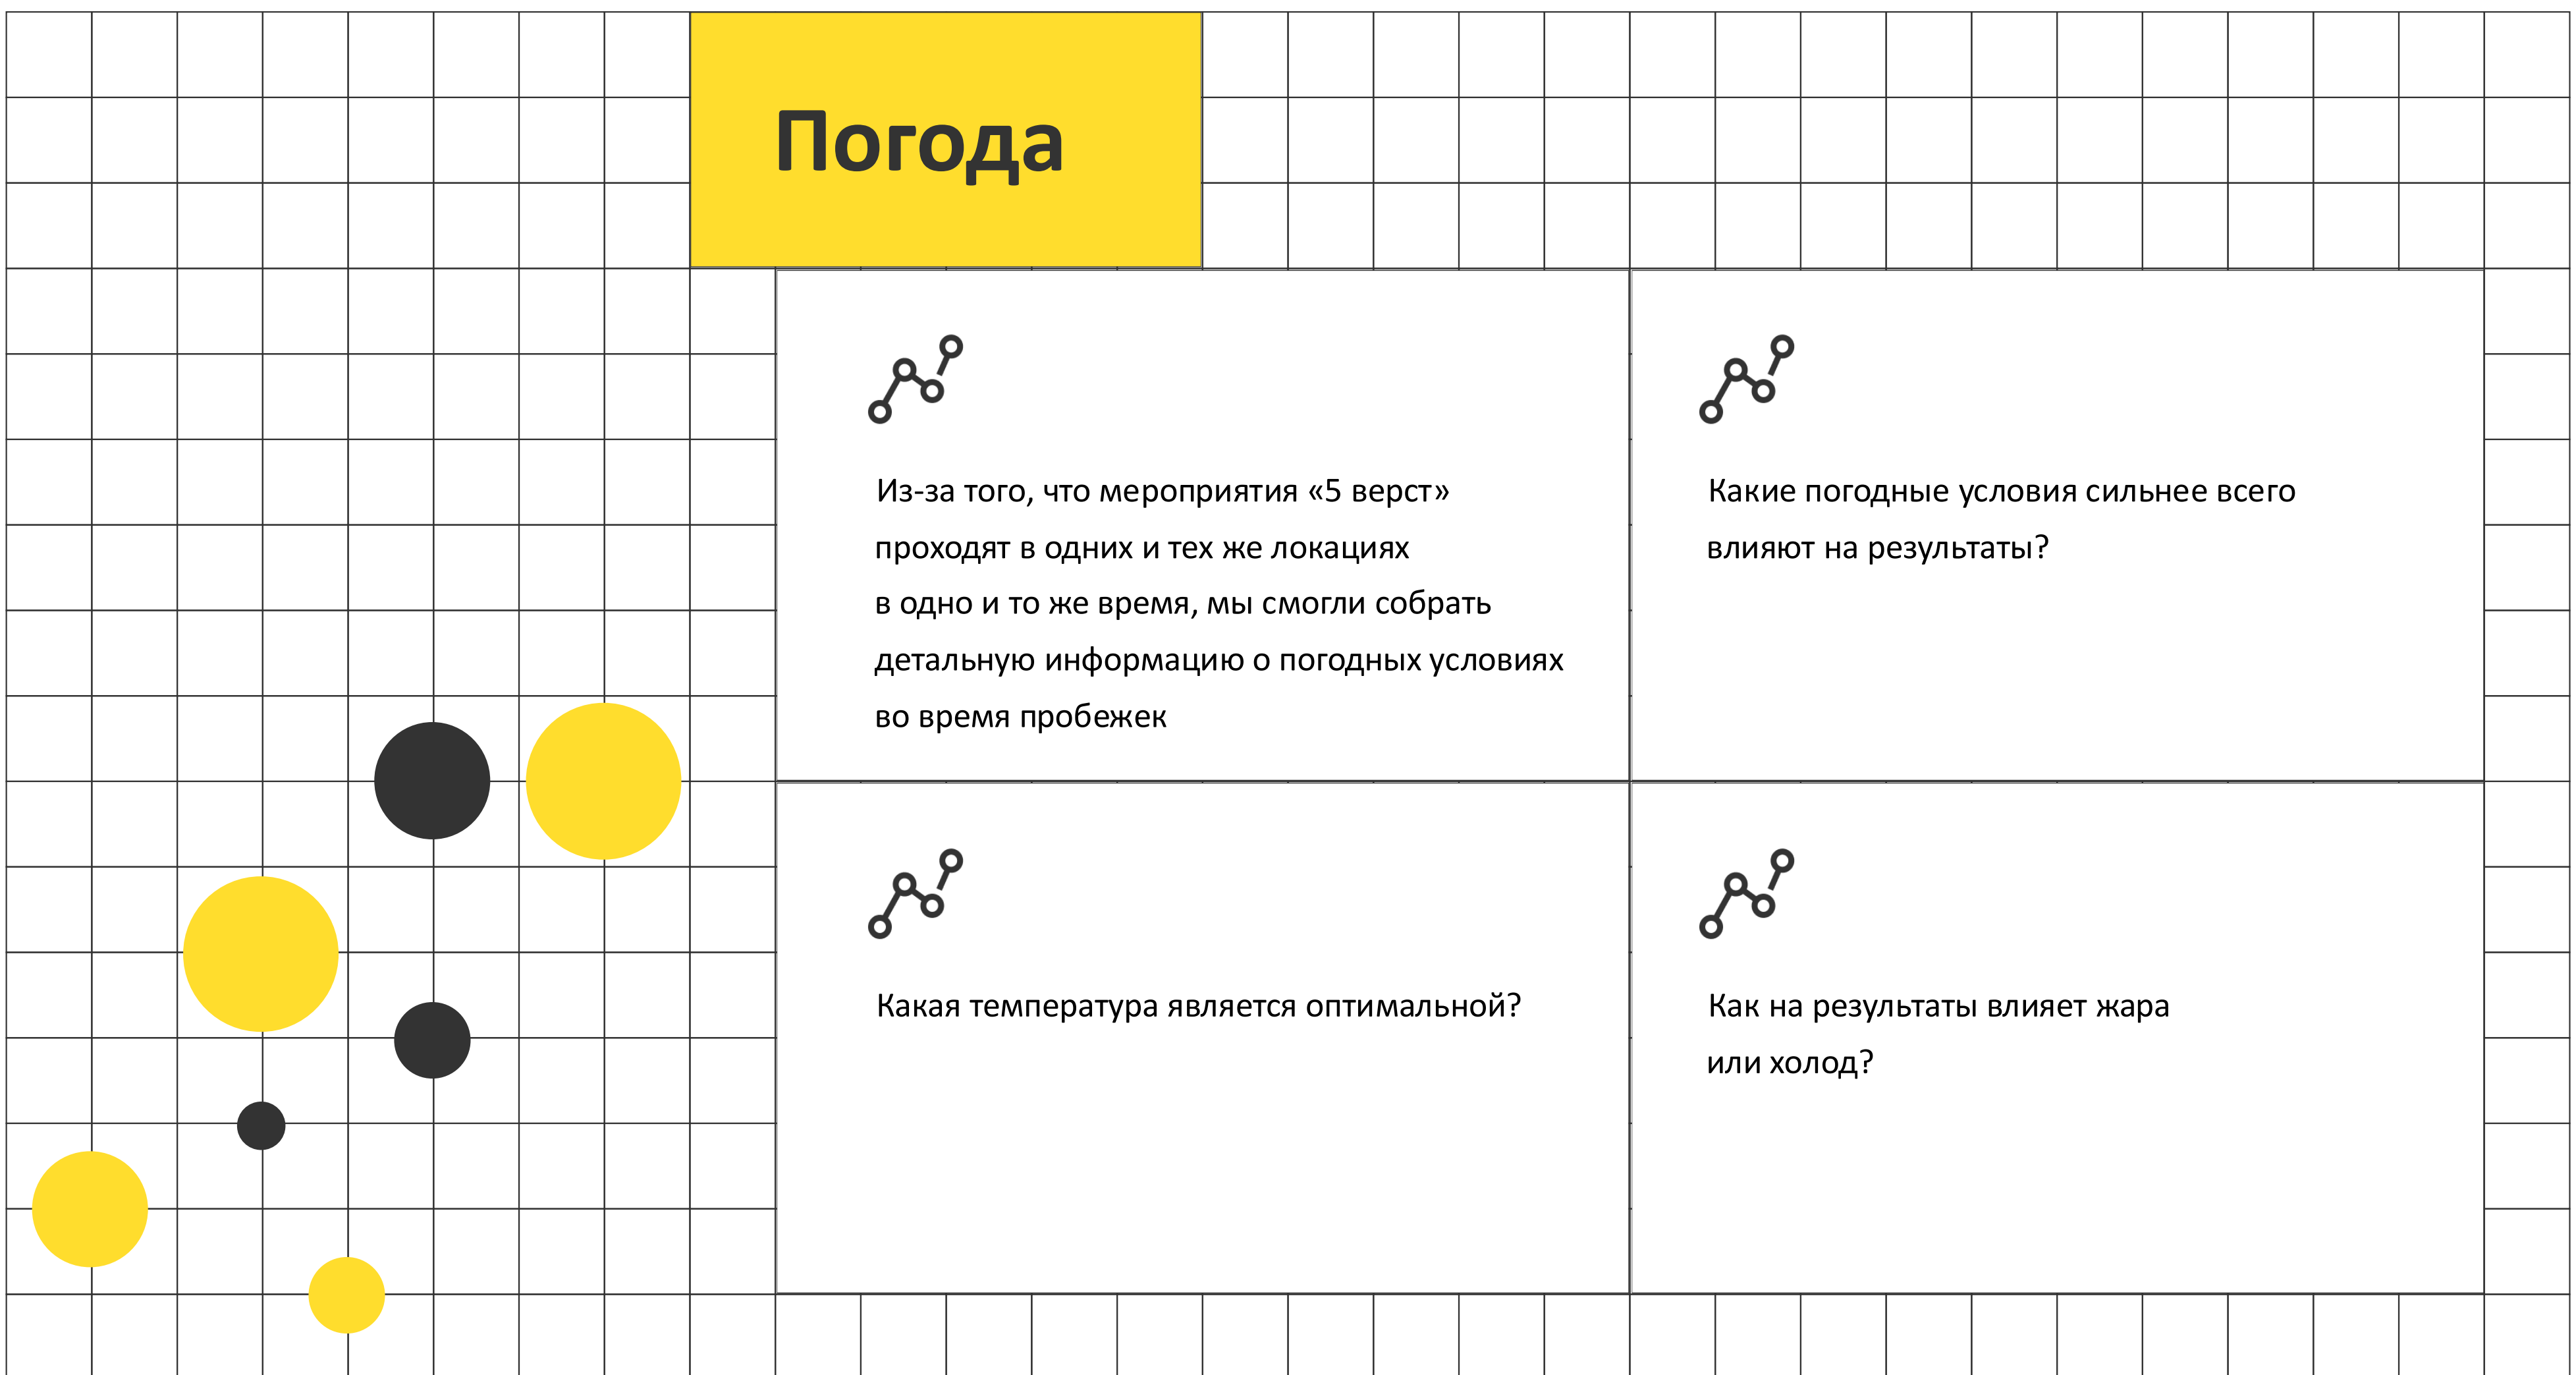 Погода
Из-за того, что мероприятия «5 верст»
проходят в одних и тех же локациях
в одно и то же время, мы смогли собрать
детальную информацию о погодных условиях
во время пробежек
Какие погодные условия сильнее всего
влияют на результаты?
Какая температура является оптимальной?
Как на результаты влияет жара
или холод?